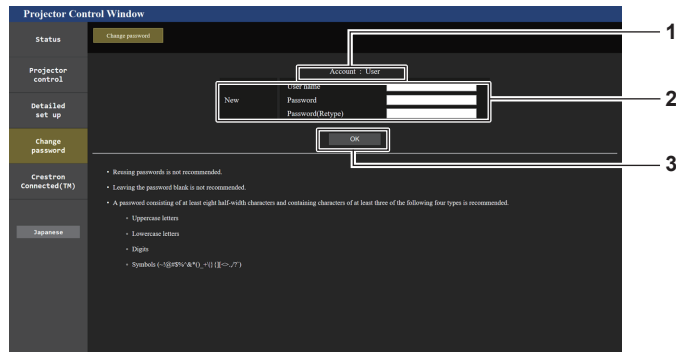 Projector Control Window
Status
Change password
1
Projector
control
Account : User
User name
New
Password
2
Password(Retype)
Detailed
set up
OK
Change
password
3
Crestron
Connected(TM)
• Reusing passwords is not recommended.
• Leaving the password blank is not recommended.
• A password consisting of at least eight half-width characters and containing characters of at least three of the following four types is recommended.
◦ Uppercase letters
◦ Lowercase letters
◦ Digits
Japanese